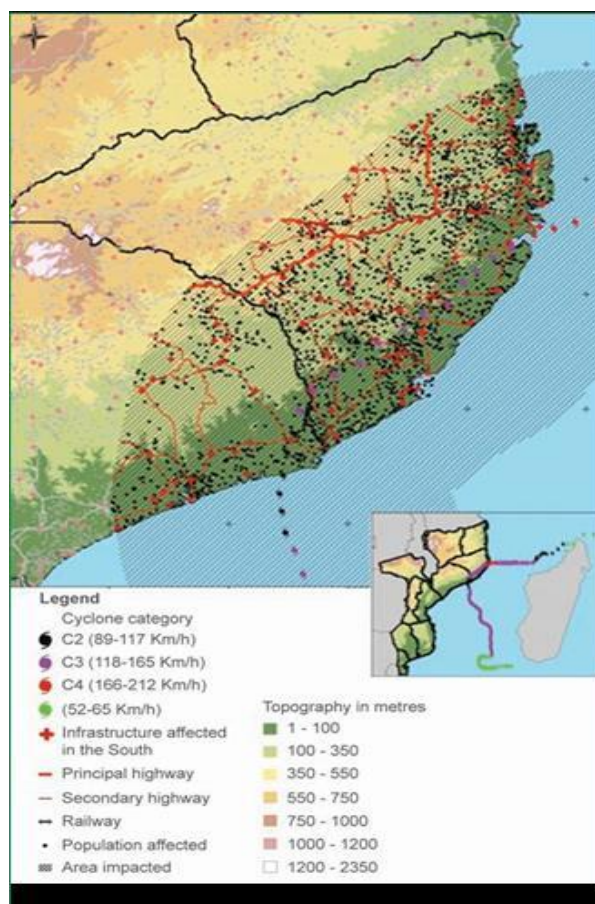 Legend
Cyclone category
C2 (89-117 Km/h)
C3 (118-165 Km/h)
C4 (166-212 Km/h)
(52-65 Km/h)
Infrastructure affected
in the South
Principal highway
Secondary highway
Railway
Population affected
Area impacted
Topography in metres
1 - 100
100 - 350
350 - 550
550 - 750
750 - 1000
1000 - 1200
1200 - 2350